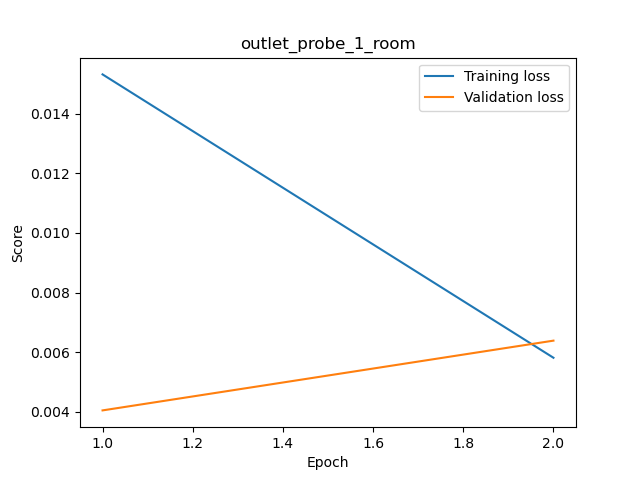 outlet_probe_1_room
Training loss
Validation loss
0.014
0.012
0.010
0.008
0.006
0.004
Score
1.0 1.2 1.4 1.6 1.8 2.0
Epoch